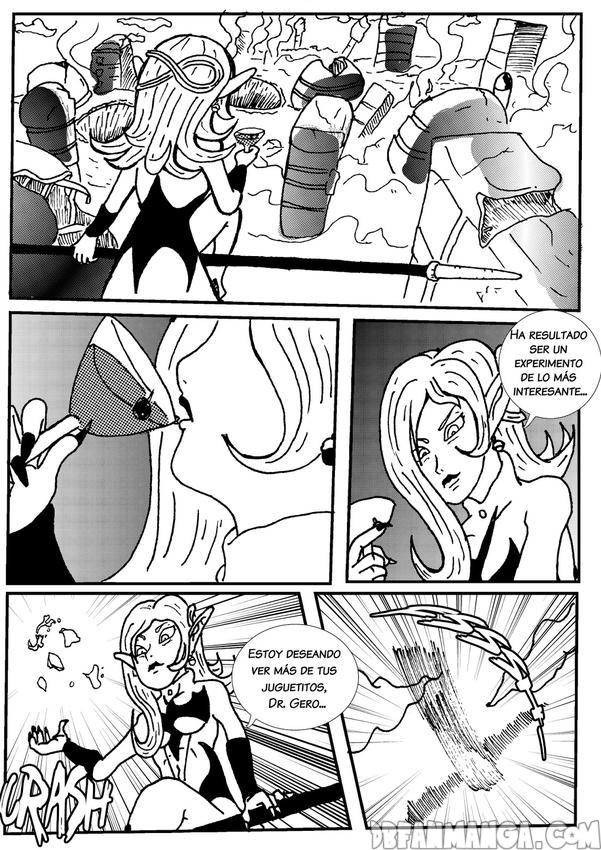 HA RESULTADO
SER UN
EXPERIMENTO
DE LO MÁS
INTERESANTE...
ESTOY DESEANDO
VER MÁS DE TUS
JUGUETITOS,
DR. GERO...
CRASH
DBFANMANGA.COM